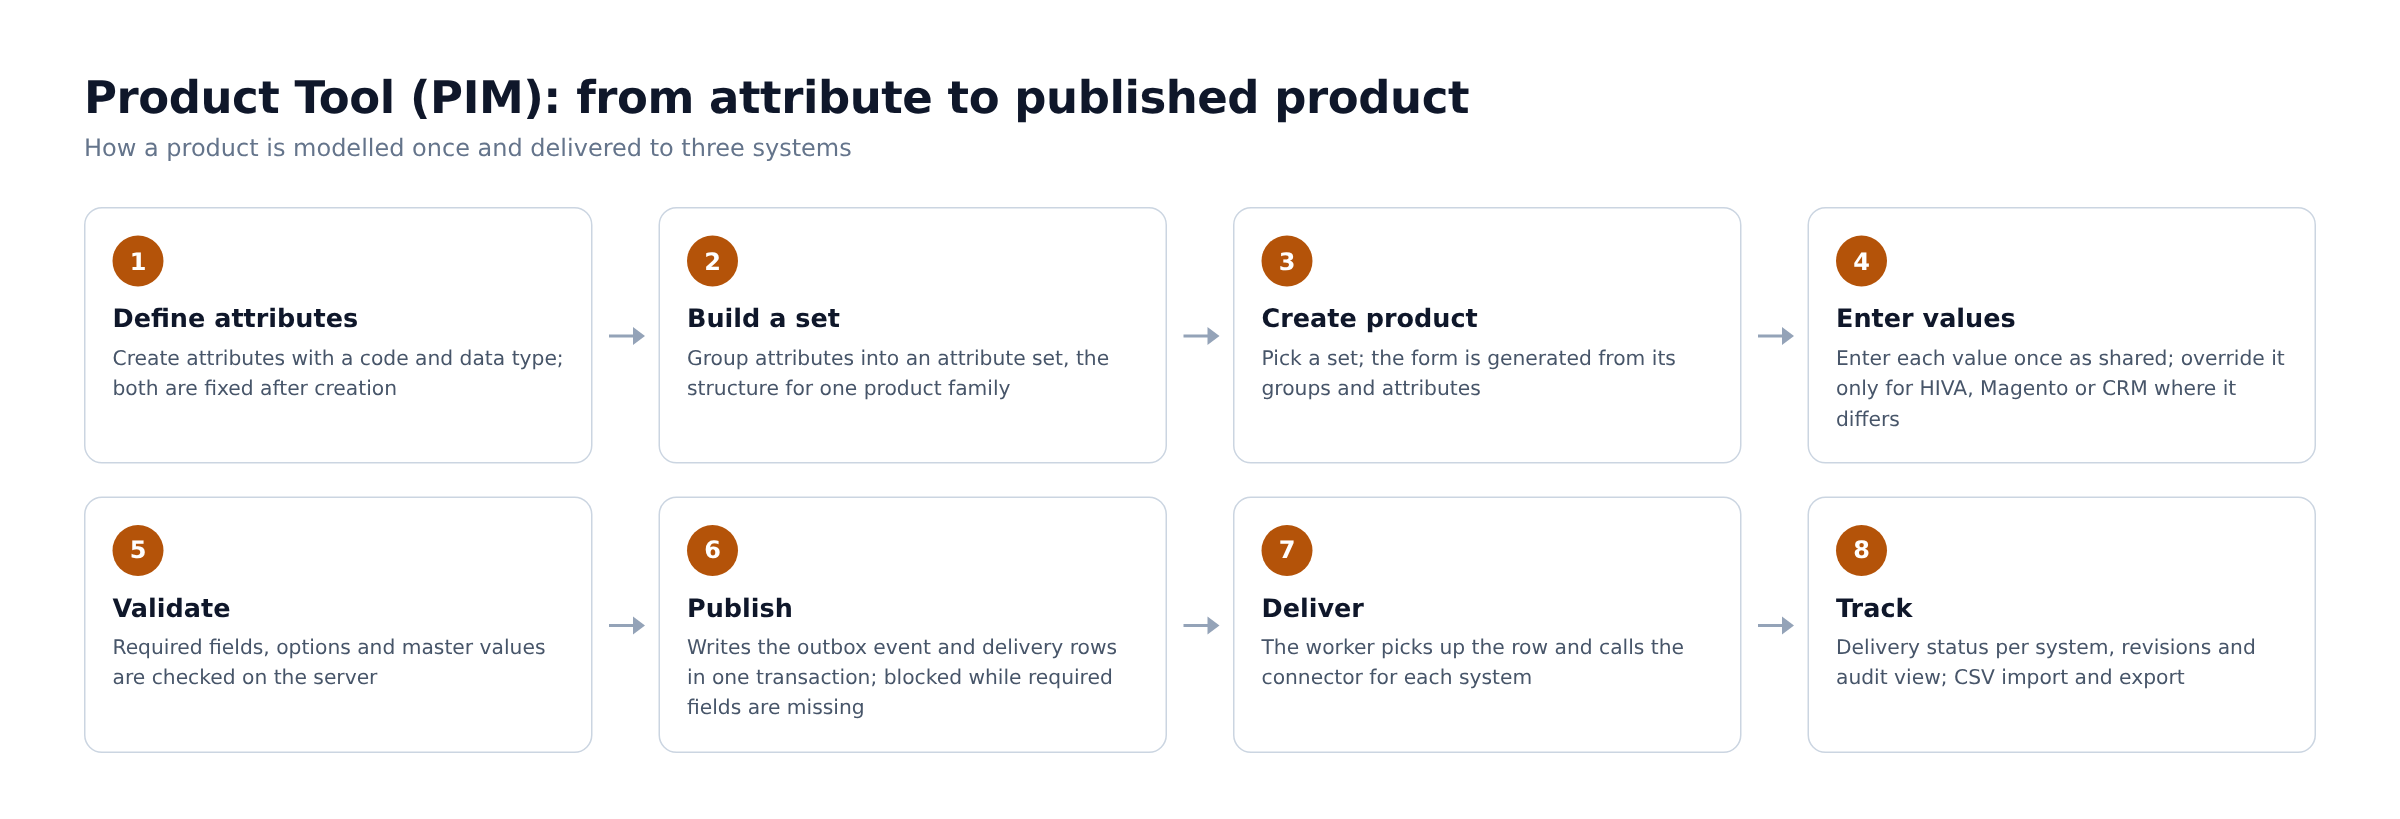 Product Tool (PIM): from attribute to published product
How a product is modelled once and delivered to three systems
1
Define attributes
Create attributes with a code and data type;
both are fixed after creation
2
Build a set
Group attributes into an attribute set, the
structure for one product family
3
Create product
Pick a set; the form is generated from its
groups and attributes
4
Enter values
Enter each value once as shared; override it
only for HIVA, Magento or CRM where it
differs
5
Validate
Required fields, options and master values
are checked on the server
6
Publish
Writes the outbox event and delivery rows
in one transaction; blocked while required
fields are missing
7
Deliver
The worker picks up the row and calls the
connector for each system
8
Track
Delivery status per system, revisions and
audit view; CSV import and export